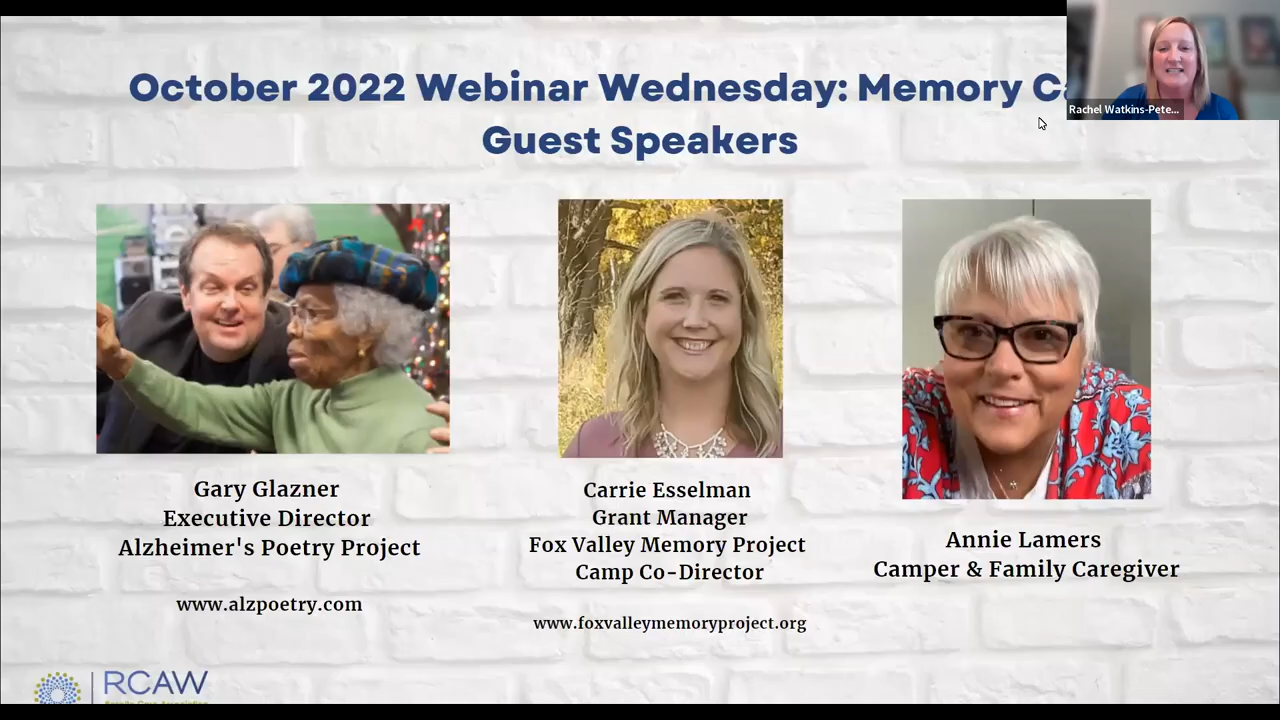 October 2022 Webinar Wednesday: Memory
Guest Speakers
Rachel Watkins-Pete...
Gary Glazner
Executive Director
Alzheimer's Poetry Project
www.alzpoetry.com
Carrie Esselman
Grant Manager
Fox Valley Memory Project
Camp Co-Director
www.foxvalleymemoryproject.org
Annie Lamers
Camper & Family Caregiver
RCAW